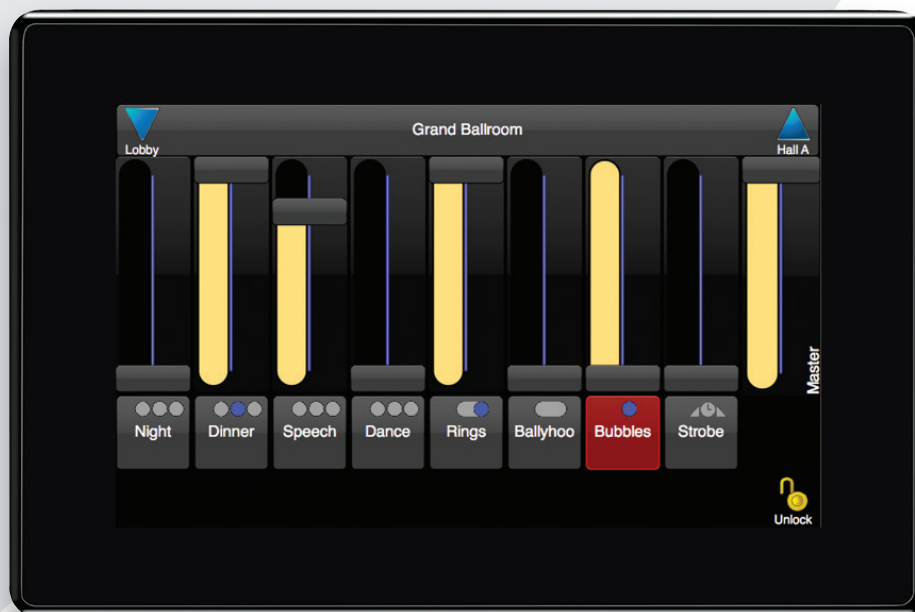 Grand Ballroom
Lobby
Hall A
Master
Night
Dinner
Speech
Dance
Rings
Ballyhoo
Bubbles
Strobe
Unlock